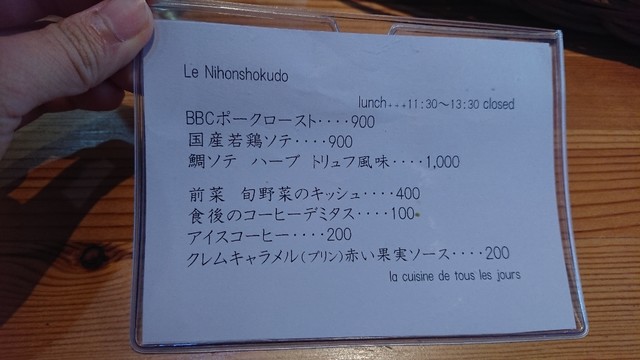 Le Nihonshokudo
lunch...11:30〜13:30 closed
BBCポークロースト････900
国産若鶏ソテ････900
鯛ソテ ハーブ トリュフ風味････1,000
前菜 旬野菜のキッシュ････400
食後のコーヒーデミタス････100
アイスコーヒー････200
クレムキャラメル(プリン)赤い果実ソース････200
la cuisine de tous les jours